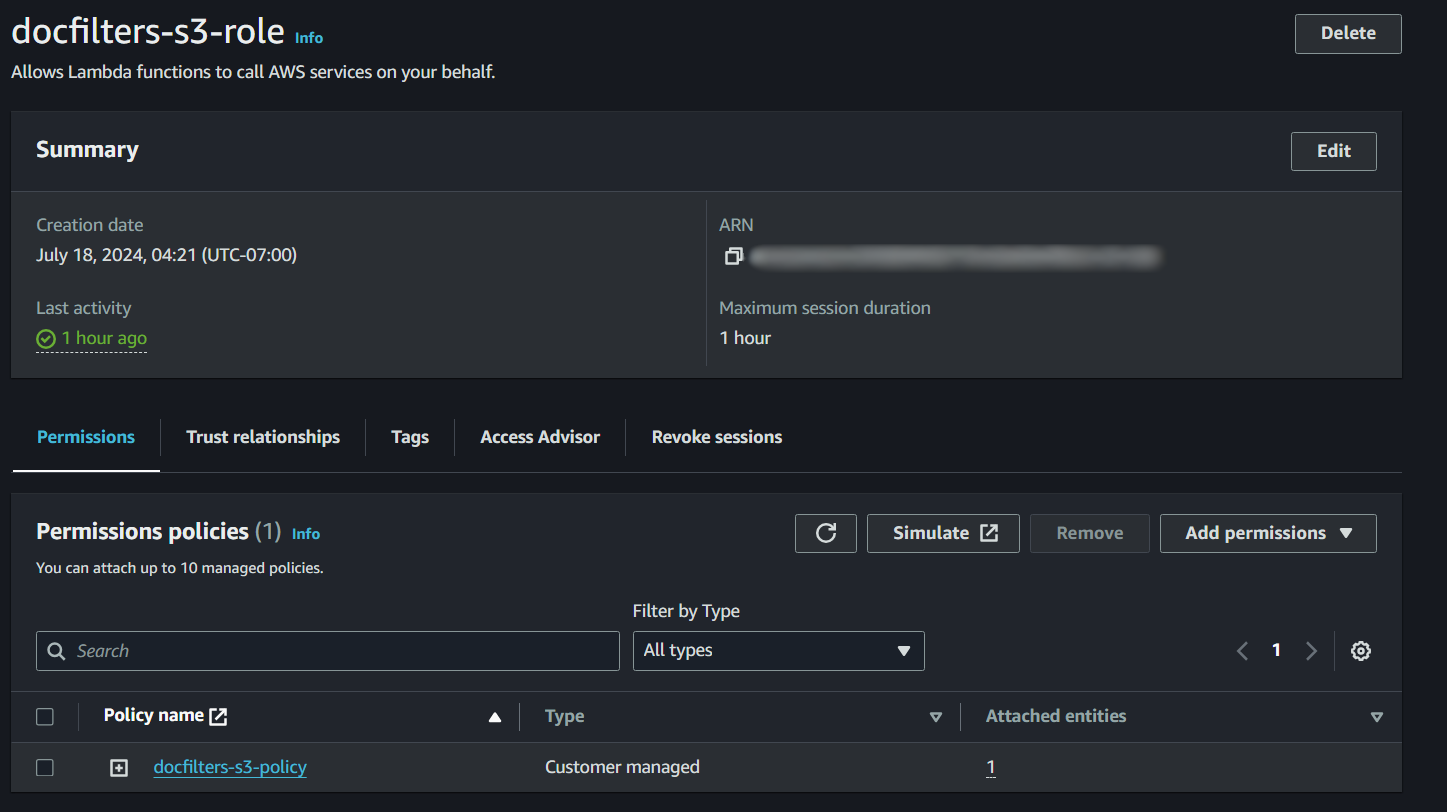 docfilters-s3-role Info
Delete
Allows Lambda functions to call AWS services on your behalf.
Summary
Edit
Creation date
July 18, 2024, 04:21 (UTC-07:00)
ARN
Last activity
1 hour ago
Maximum session duration
1 hour
Permissions Trust relationships Tags Access Advisor Revoke sessions
Permissions policies (1) Info
You can attach up to 10 managed policies.
Simulate Remove Add permissions
Filter by Type
Search
All types
1
Policy name Type Attached entities
docfilters-s3-policy Customer managed 1